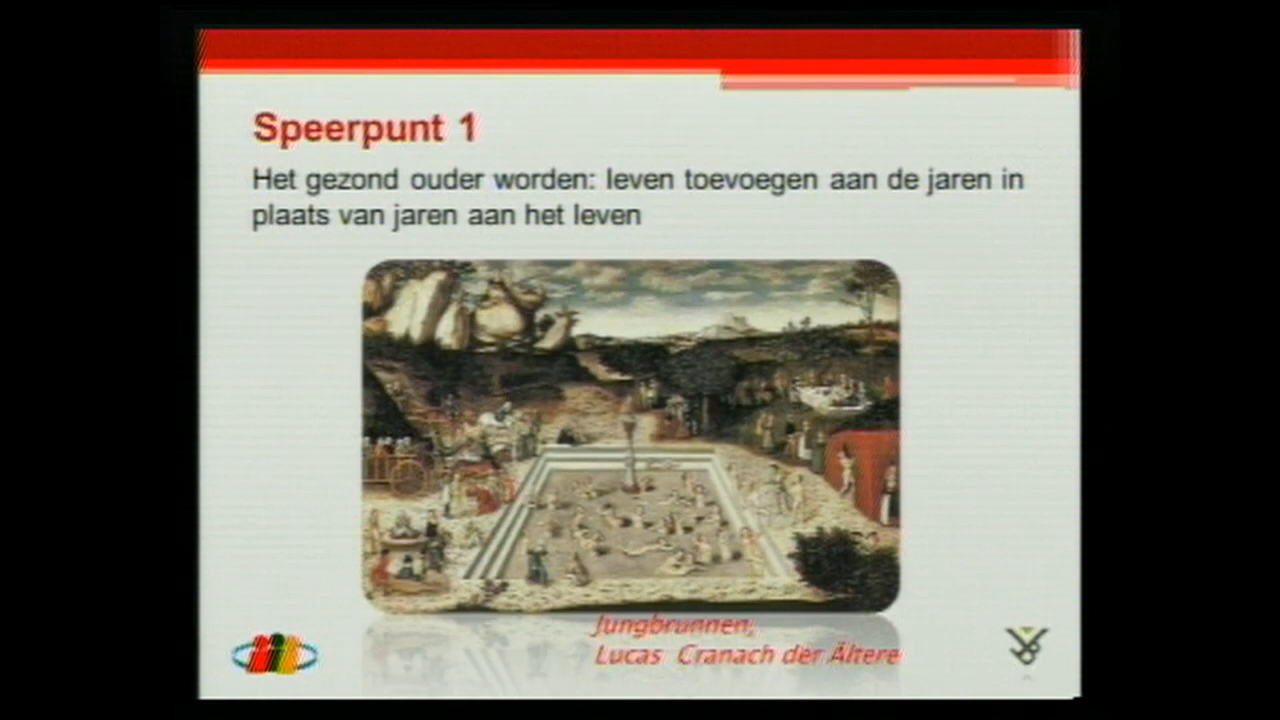 Speerpunt 1
Het gezond ouder worden: leven toevoegen aan de jaren in
plaats van jaren aan het leven
Jungbrunnen,
Lucas Cranach der Ältere